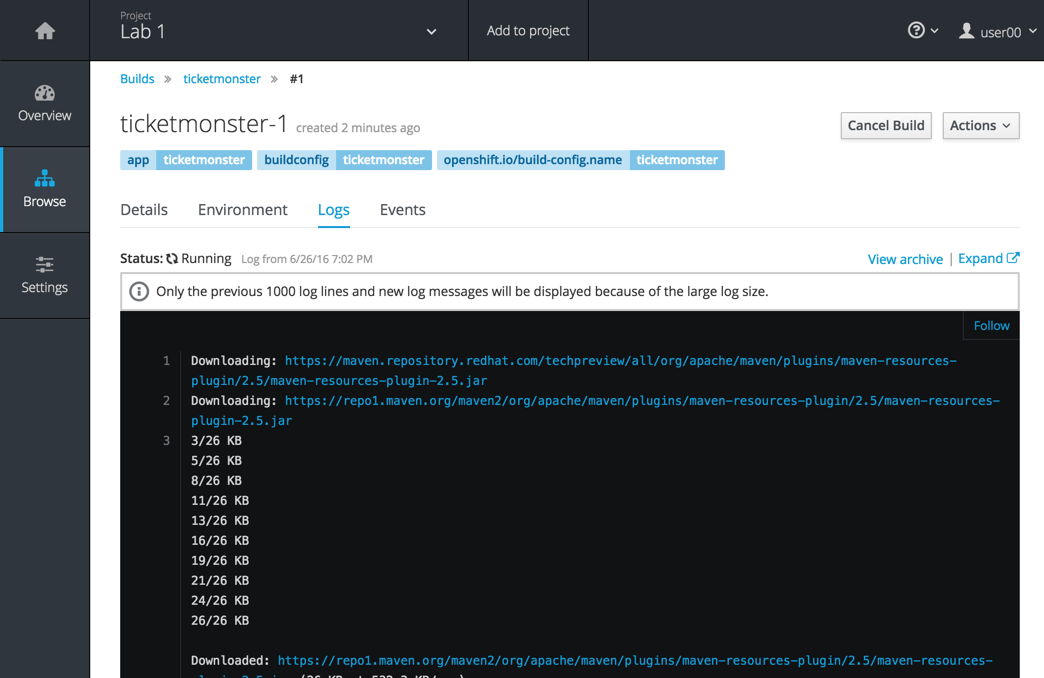 Project
Lab 1
Add to project
user00
Overview
Browse
Settings
Builds » ticketmonster » #1
ticketmonster-1 created 2 minutes ago
Cancel Build
Actions
app ticketmonster buildconfig ticketmonster openshift.io/build-config.name ticketmonster
Details Environment Logs Events
Status: Running Log from 6/26/16 7:02 PM
View archive | Expand
Only the previous 1000 log lines and new log messages will be displayed because of the large log size.
Follow
1 Downloading: https://maven.repository.redhat.com/techpreview/all/org/apache/maven/plugins/maven-resources-
plugin/2.5/maven-resources-plugin-2.5.jar
2 Downloading: https://repo1.maven.org/maven2/org/apache/maven/plugins/maven-resources-plugin/2.5/maven-resources-
plugin-2.5.jar
3 3/26 KB
5/26 KB
8/26 KB
11/26 KB
13/26 KB
16/26 KB
19/26 KB
21/26 KB
24/26 KB
26/26 KB
Downloaded: https://repo1.maven.org/maven2/org/apache/maven/plugins/maven-resources-plugin/2.5/maven-resources-